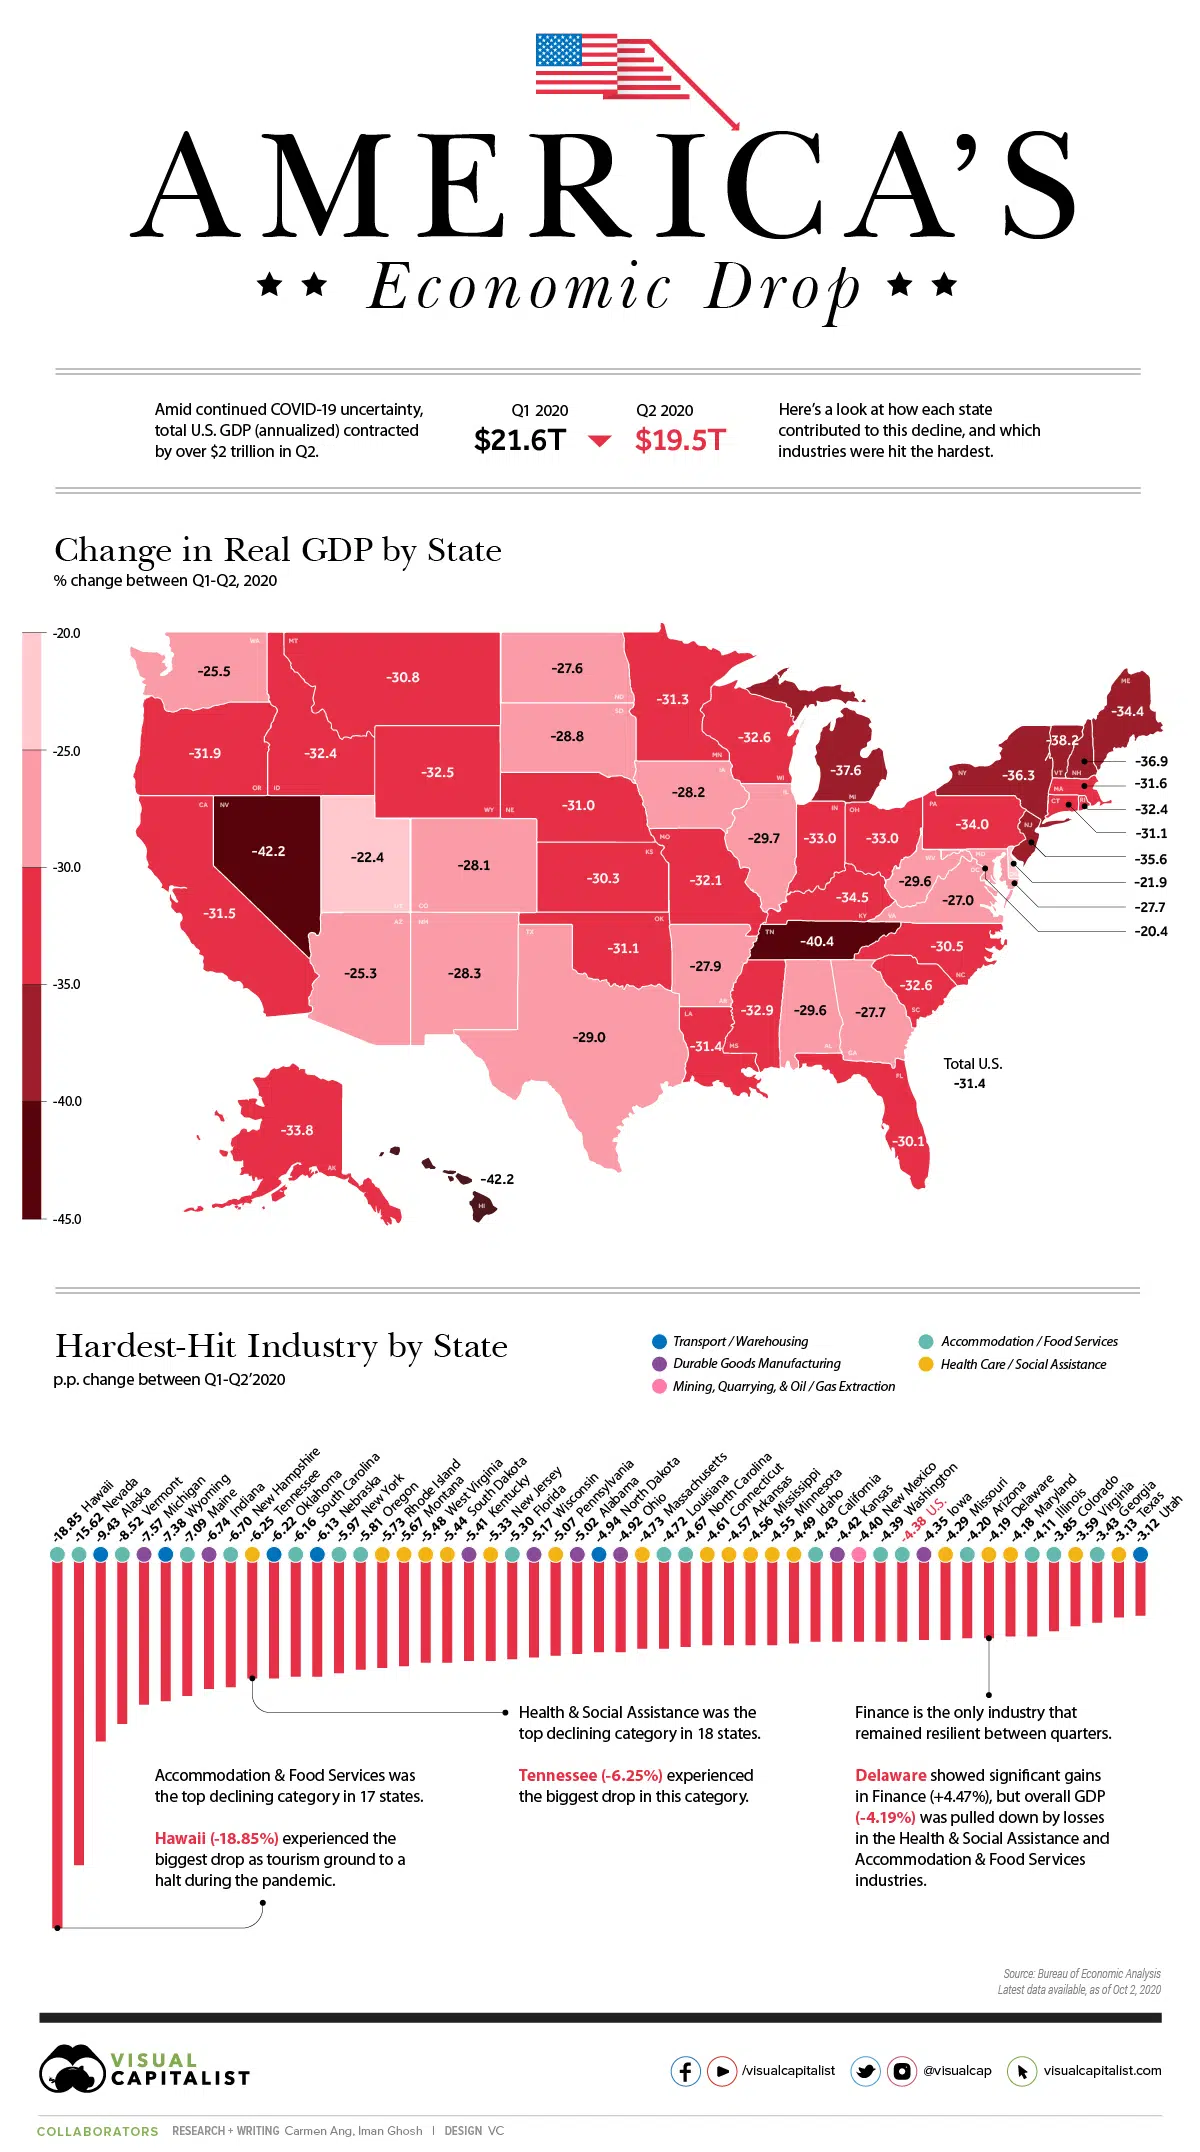 AMERICA'S
Economic Drop
Amid continued COVID-19 uncertainty,
total U.S. GDP (annualized) contracted
by over $2 trillion in Q2.
Q1 2020
$21.6T
Q2 2020
$19.5T
Here's a look at how each state
contributed to this decline, and which
industries were hit the hardest.
Change in Real GDP by State
% change between Q1-Q2, 2020
-20.0
-25.0
-30.0
-35.0
-40.0
-45.0
WA
-25.5
MT
-30.8
-27.6
ND
SD
-28.8
-31.3
MN
-32.6
WI
-37.6
MI
ME
-34.4
-38.2
VT
NH
-36.9
MA
-31.6
-32.4
CT
-31.1
NY
-36.3
NJ
-35.6
-21.9
-27.7
DC
-20.4
-31.9
OR
ID
-32.4
-32.5
WY
NE
-31.0
IA
-28.2
IL
-29.7
IN
-33.0
OH
-33.0
PA
-34.0
MD
WV
-29.6
VA
-27.0
CA
-31.5
NV
-42.2
-22.4
UT
-28.1
CO
KS
-30.3
MO
-32.1
-34.5
KY
TN
-40.4
-30.5
NC
-32.6
SC
AZ
-25.3
NM
-28.3
TX
-29.0
OK
-31.1
-27.9
AR
LA
-31.4
-32.9
MS
-29.6
AL
-27.7
GA
FL
-30.1
Total U.S.
-31.4
-33.8
AK
-42.2
HI
Hardest-Hit Industry by State
p.p. change between Q1-Q2'2020
Transport / Warehousing
Durable Goods Manufacturing
Mining, Quarrying, & Oil / Gas Extraction
Accommodation / Food Services
Health Care / Social Assistance
-18.85 Hawaii
-15.62 Nevada
-9.43 Alaska
-8.52 Vermont
-7.57 Michigan
-7.38 Wyoming
-7.09 Maine
-6.74 Indiana
-6.70 New Hampshire
-6.25 Tennessee
-6.22 Oklahoma
-6.16 South Carolina
-6.13 Nebraska
-5.97 New York
-5.81 Oregon
-5.73 Rhode Island
-5.67 Montana
-5.48 West Virginia
-5.44 South Dakota
-5.41 Kentucky
-5.33 New Jersey
-5.30 Florida
-5.17 Wisconsin
-5.07 Pennsylvania
-5.02 Alabama
-4.94 North Dakota
-4.92 Ohio
-4.73 Massachusetts
-4.72 Louisiana
-4.67 North Carolina
-4.61 Connecticut
-4.57 Arkansas
-4.56 Mississippi
-4.55 Minnesota
-4.49 Idaho
-4.43 California
-4.42 Kansas
-4.40 New Mexico
-4.39 Washington
-4.38 U.S.
-4.35 Iowa
-4.29 Missouri
-4.20 Arizona
-4.19 Delaware
-4.18 Maryland
-4.11 Illinois
-3.85 Colorado
-3.59 Virginia
-3.43 Georgia
-3.13 Texas
-3.12 Utah
Health & Social Assistance was the
top declining category in 18 states.
Tennessee (-6.25%) experienced
the biggest drop in this category.
Finance is the only industry that
remained resilient between quarters.
Delaware showed significant gains
in Finance (+4.47%), but overall GDP
(-4.19%) was pulled down by losses
in the Health & Social Assistance and
Accommodation & Food Services
industries.
Accommodation & Food Services was
the top declining category in 17 states.
Hawaii (-18.85%) experienced the
biggest drop as tourism ground to a
halt during the pandemic.
Source: Bureau of Economic Analysis
Latest data available, as of Oct 2, 2020
VISUAL
CAPITALIST
/visualcapitalist
@visualcap
visualcapitalist.com
COLLABORATORS RESEARCH + WRITING Carmen Ang, Iman Ghosh | DESIGN VC